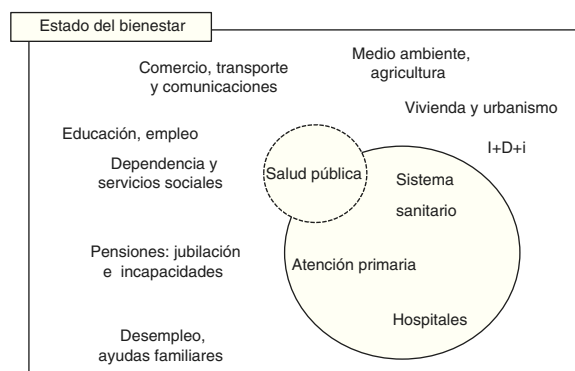 Estado del bienestar
Comercio, transporte
y comunicaciones
Medio ambiente,
agricultura
Vivienda y urbanismo
Educación, empleo
I+D+i
Dependencia y
servicios sociales
Salud pública
Sistema
sanitario
Pensiones: jubilación
e incapacidades
Atención primaria
Hospitales
Desempleo,
ayudas familiares